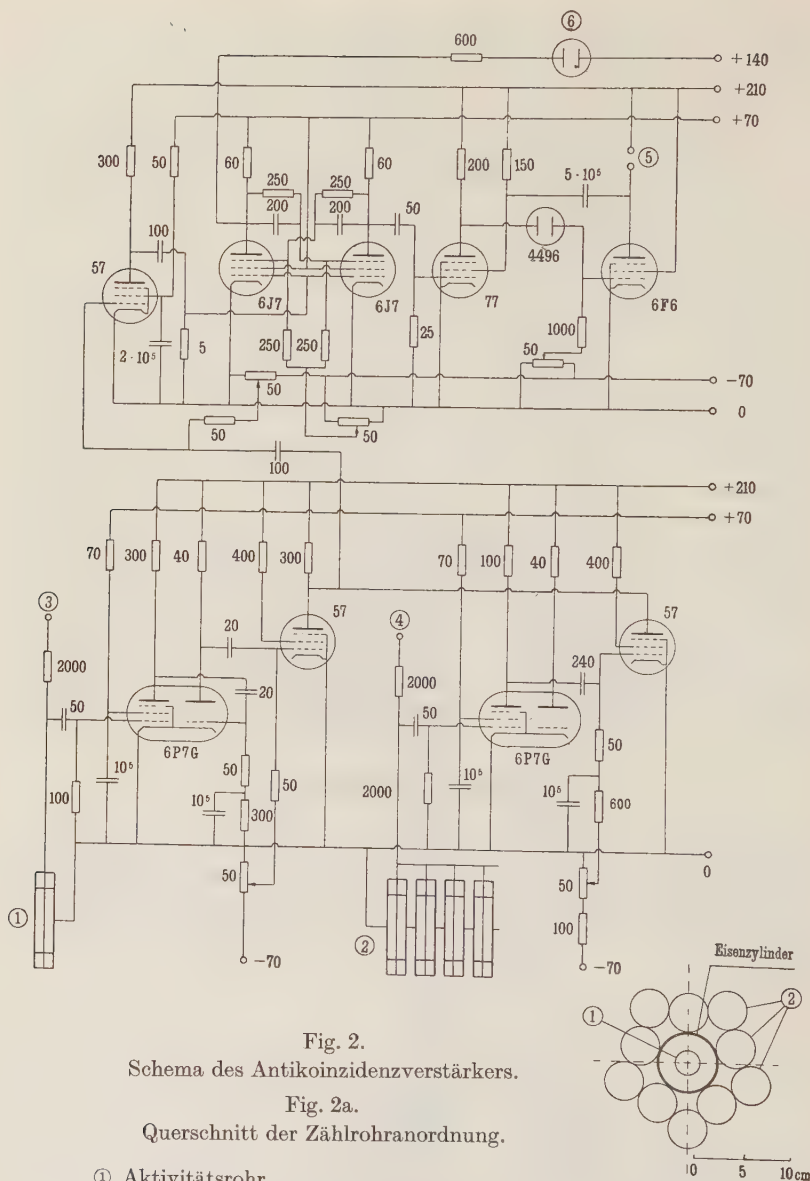 ⑥
600
+140
+210
+70
300 50 60 60 200 150 ⑤
250 250
200 200 50 5·10⁵
100
57
4496
6J7 6J7 77 6F6
2·10⁵ 5 250 250 25 1000
50
50 −70
0
50 50
100
+210
+70
70 300 40 400 300 70 100 40 400
③
57 ④ 57
20
2000 2000 240
50 20 50
6P7G 6P7G
50 50
10⁵ 50 10⁵
100 10⁵ 300 2000 10⁵ 600
0
50 50
① ② 100
−70 −70
Eisenzylinder
① ②
Fig. 2.
Schema des Antikoinzidenzverstärkers.
Fig. 2a.
Querschnitt der Zählrohranordnung.
0 5 10cm
① Aktivitätsrohr